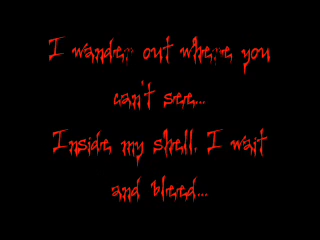 I wander out where you
can't see...
Inside my shell, I wait
and bleed...